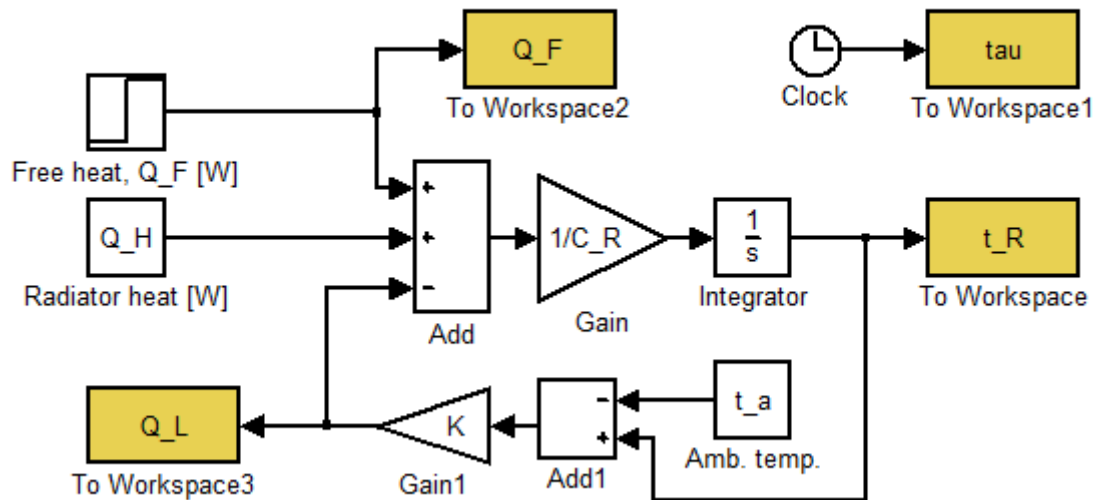 Q_F
To Workspace2
tau
To Workspace1
Clock
Free heat, Q_F [W]
Q_H
Radiator heat [W]
+
+
−
Add
1/C_R
Gain
1
s
Integrator
t_R
To Workspace
Q_L
To Workspace3
K
Gain1
−
+
Add1
t_a
Amb. temp.